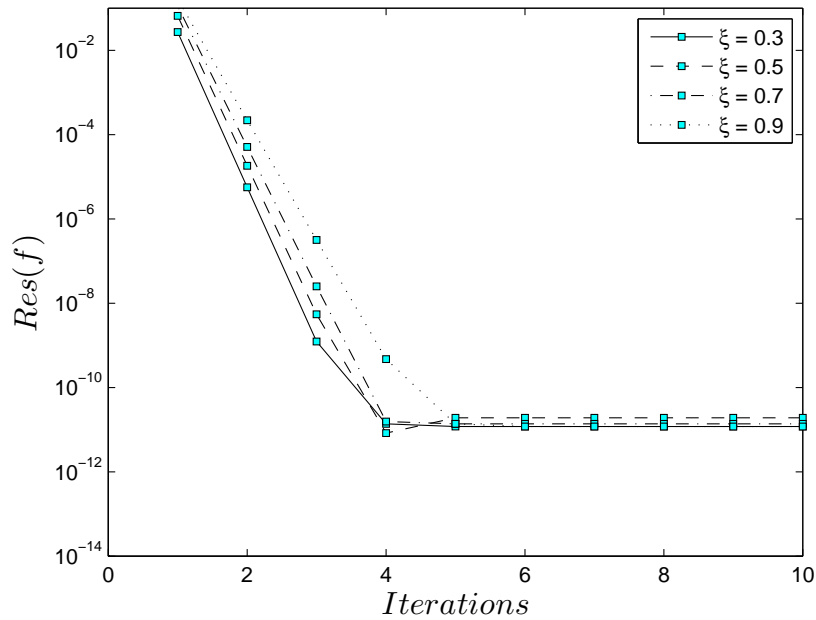 10^-2
10^-4
10^-6
10^-8
10^-10
10^-12
10^-14
Res(f)
0 2 4 6 8 10
Iterations
ξ = 0.3
ξ = 0.5
ξ = 0.7
ξ = 0.9